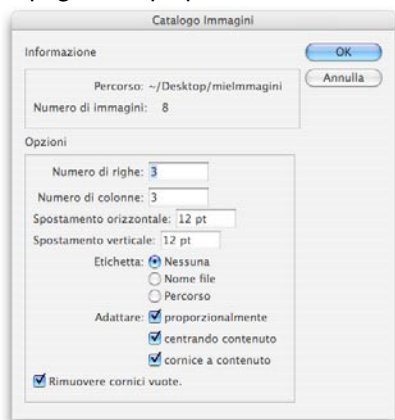 Catalogo Immagini
Informazione
OK
Annulla
Percorso: ~/Desktop/mieImmagini
Numero di immagini: 8
Opzioni
Numero di righe: 3
Numero di colonne: 3
Spostamento orizzontale: 12 pt
Spostamento verticale: 12 pt
Etichetta: Nessuna
Nome file
Percorso
Adattare: proporzionalmente
centrando contenuto
cornice a contenuto
Rimuovere cornici vuote.